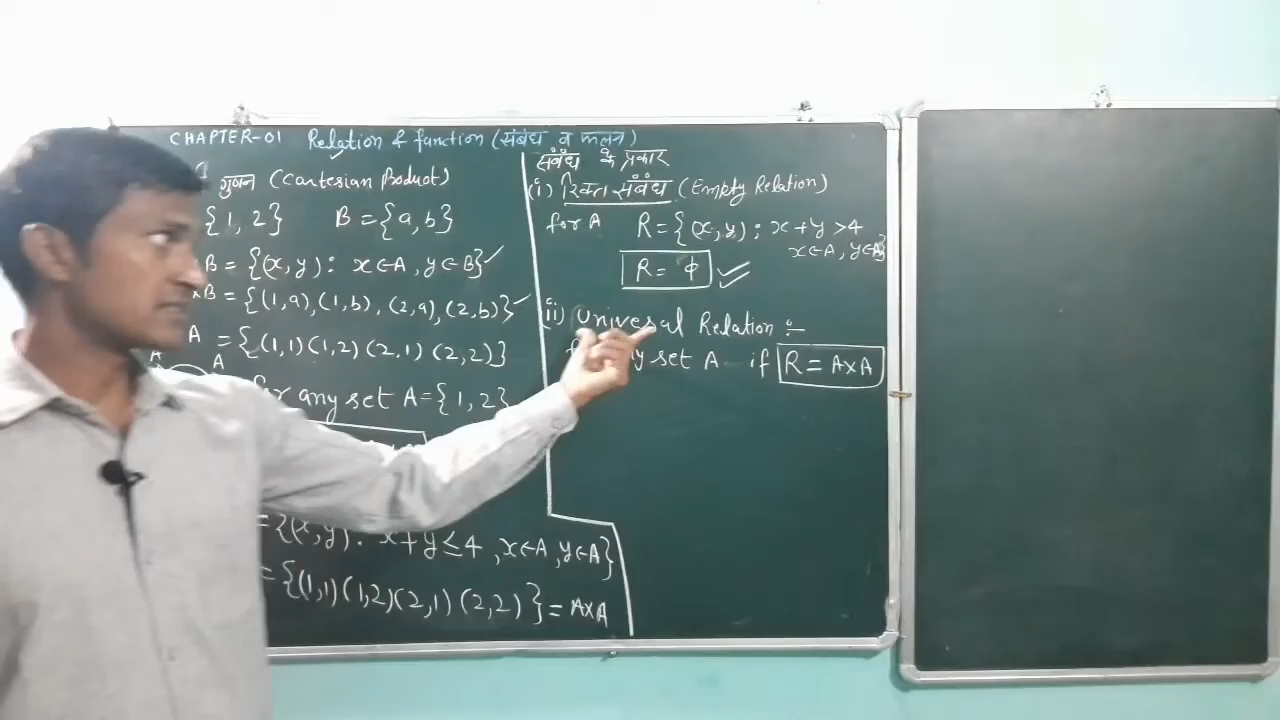 CHAPTER-01 Relation & function (संबंध व फलन)
गुणन (Cartesian Product)
{1, 2} B = {a, b}
B = {(x, y) : x∈A, y∈B} ✓
×B = {(1, a), (1, b), (2, a), (2, b)} ✓
A = {(1,1) (1,2) (2,1) (2,2)}
A A
any set A = {1, 2}
= {(x, y) : x+y ≤ 4, x∈A, y∈A}
= {(1,1) (1,2) (2,1) (2,2)} = A×A
संबंध के प्रकार
(i) रिक्त संबंध (Empty Relation)
for A R = {(x, y) : x+y >4
x∈A, y∈A}
R = ϕ ✓
(ii) Universal Relation :-
set A if R = A×A